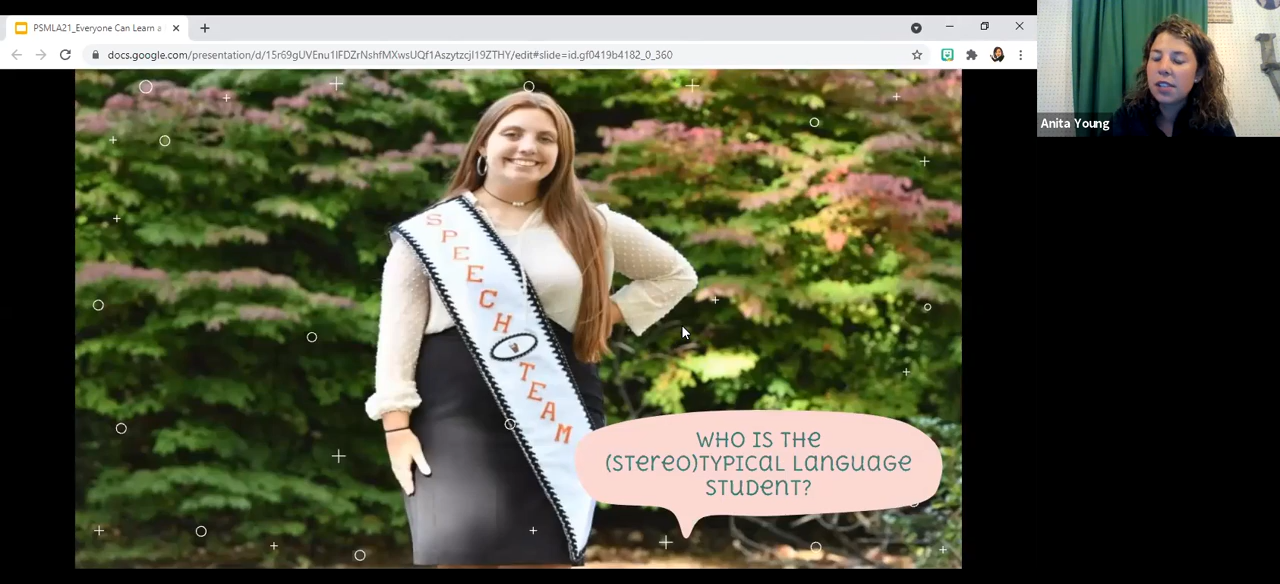 PSMLA21_Everyone Can Learn a
docs.google.com/presentation/d/15r69gUVEnu1IFDZrNshfMXwsUQf1Aszytzcjl19ZTHY/edit#slide=id.gf0419b4182_0_360
Anita Young
SPEECH TEAM
WHO IS THE
(STEREO)TYPICAL LANGUAGE
STUDENT?